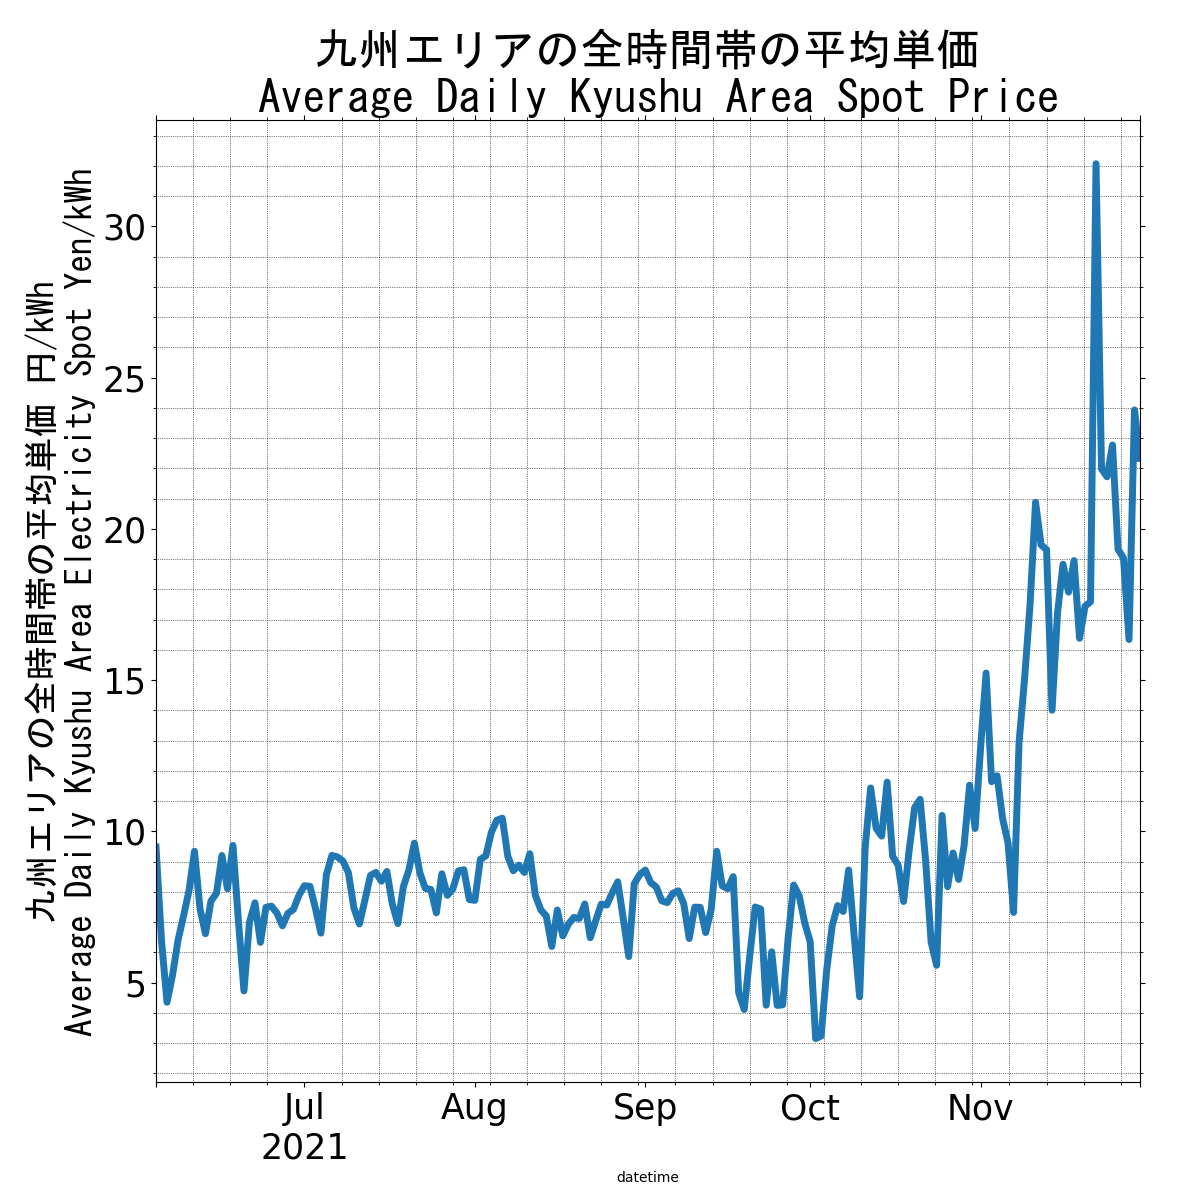 九州エリアの全時間帯の平均単価
Average Daily Kyushu Area Spot Price
九州エリアの全時間帯の平均単価 円/kWh
Average Daily Kyushu Area Electricity Spot Yen/kWh
30
25
20
15
10
5
Jul
2021
Aug
Sep
Oct
Nov
datetime